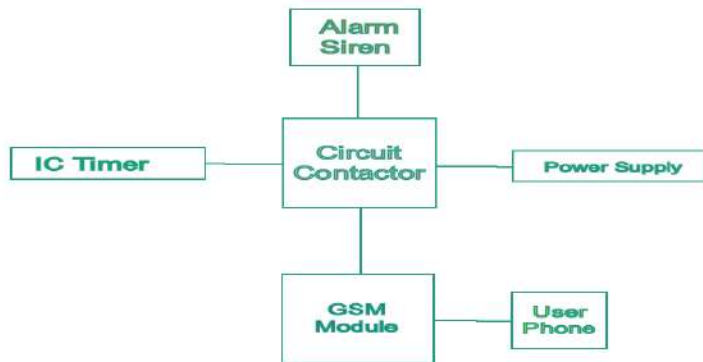 Alarm
Siren
IC Timer
Circuit
Contactor
Power Supply
GSM
Module
User
Phone